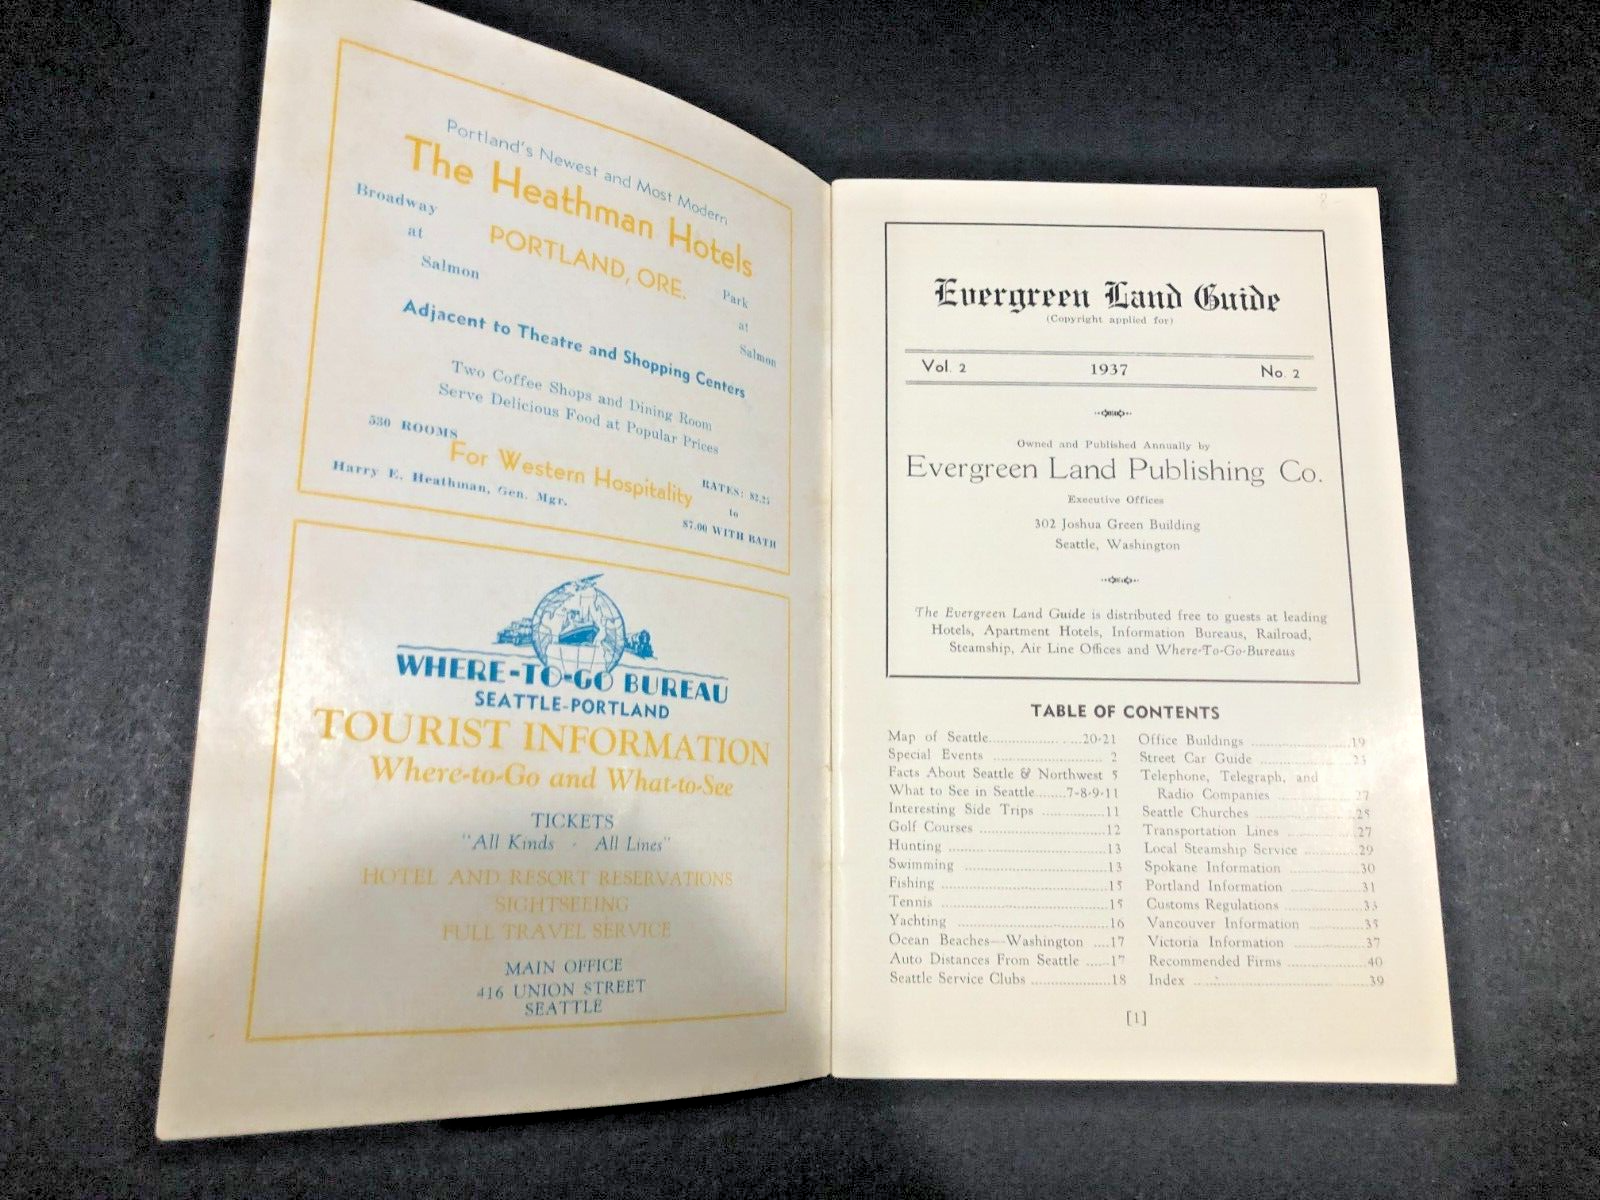 Portland's Newest and Most Modern
The Heathman Hotels
PORTLAND, ORE.
Broadway
at
Salmon
Park
at
Salmon
Adjacent to Theatre and Shopping Centers
Two Coffee Shops and Dining Room
Serve Delicious Food at Popular Prices
530 ROOMS
For Western Hospitality
Harry E. Heathman, Gen. Mgr.
RATES: $2.25
to
$7.00 WITH BATH
WHERE-TO-GO BUREAU
SEATTLE-PORTLAND
TOURIST INFORMATION
Where-to-Go and What-to-See
TICKETS
"All Kinds - All Lines"
HOTEL AND RESORT RESERVATIONS
SIGHTSEEING
FULL TRAVEL SERVICE
MAIN OFFICE
416 UNION STREET
SEATTLE
Evergreen Land Guide
(Copyright applied for)
Vol. 2 1937 No. 2
Owned and Published Annually by
Evergreen Land Publishing Co.
Executive Offices
302 Joshua Green Building
Seattle, Washington
The Evergreen Land Guide is distributed free to guests at leading
Hotels, Apartment Hotels, Information Bureaus, Railroad,
Steamship, Air Line Offices and Where-To-Go-Bureaus
TABLE OF CONTENTS
Map of Seattle 20-21
Special Events 2
Facts About Seattle & Northwest 5
What to See in Seattle 7-8-9-11
Interesting Side Trips 11
Golf Courses 12
Hunting 13
Swimming 13
Fishing 15
Tennis 15
Yachting 16
Ocean Beaches—Washington 17
Auto Distances From Seattle 17
Seattle Service Clubs 18
Office Buildings 19
Street Car Guide
Telephone, Telegraph, and
Radio Companies 27
Seattle Churches 25
Transportation Lines 27
Local Steamship Service 29
Spokane Information 30
Portland Information 31
Customs Regulations 33
Vancouver Information 35
Victoria Information 37
Recommended Firms 40
Index 39
[1]